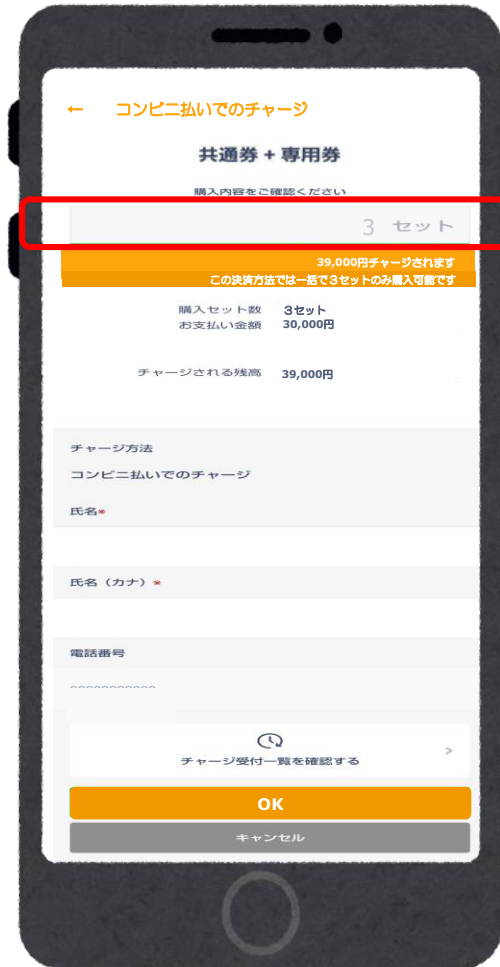 ← コンビニ払いでのチャージ
共通券 + 専用券
購入内容をご確認ください
3 セット
39,000円チャージされます
この決済方法では一括で3セットのみ購入可能です
購入セット数 3セット
お支払い金額 30,000円
チャージされる残高 39,000円
チャージ方法
コンビニ払いでのチャージ
氏名*
氏名（カナ）*
電話番号
チャージ受付一覧を確認する >
OK
キャンセル